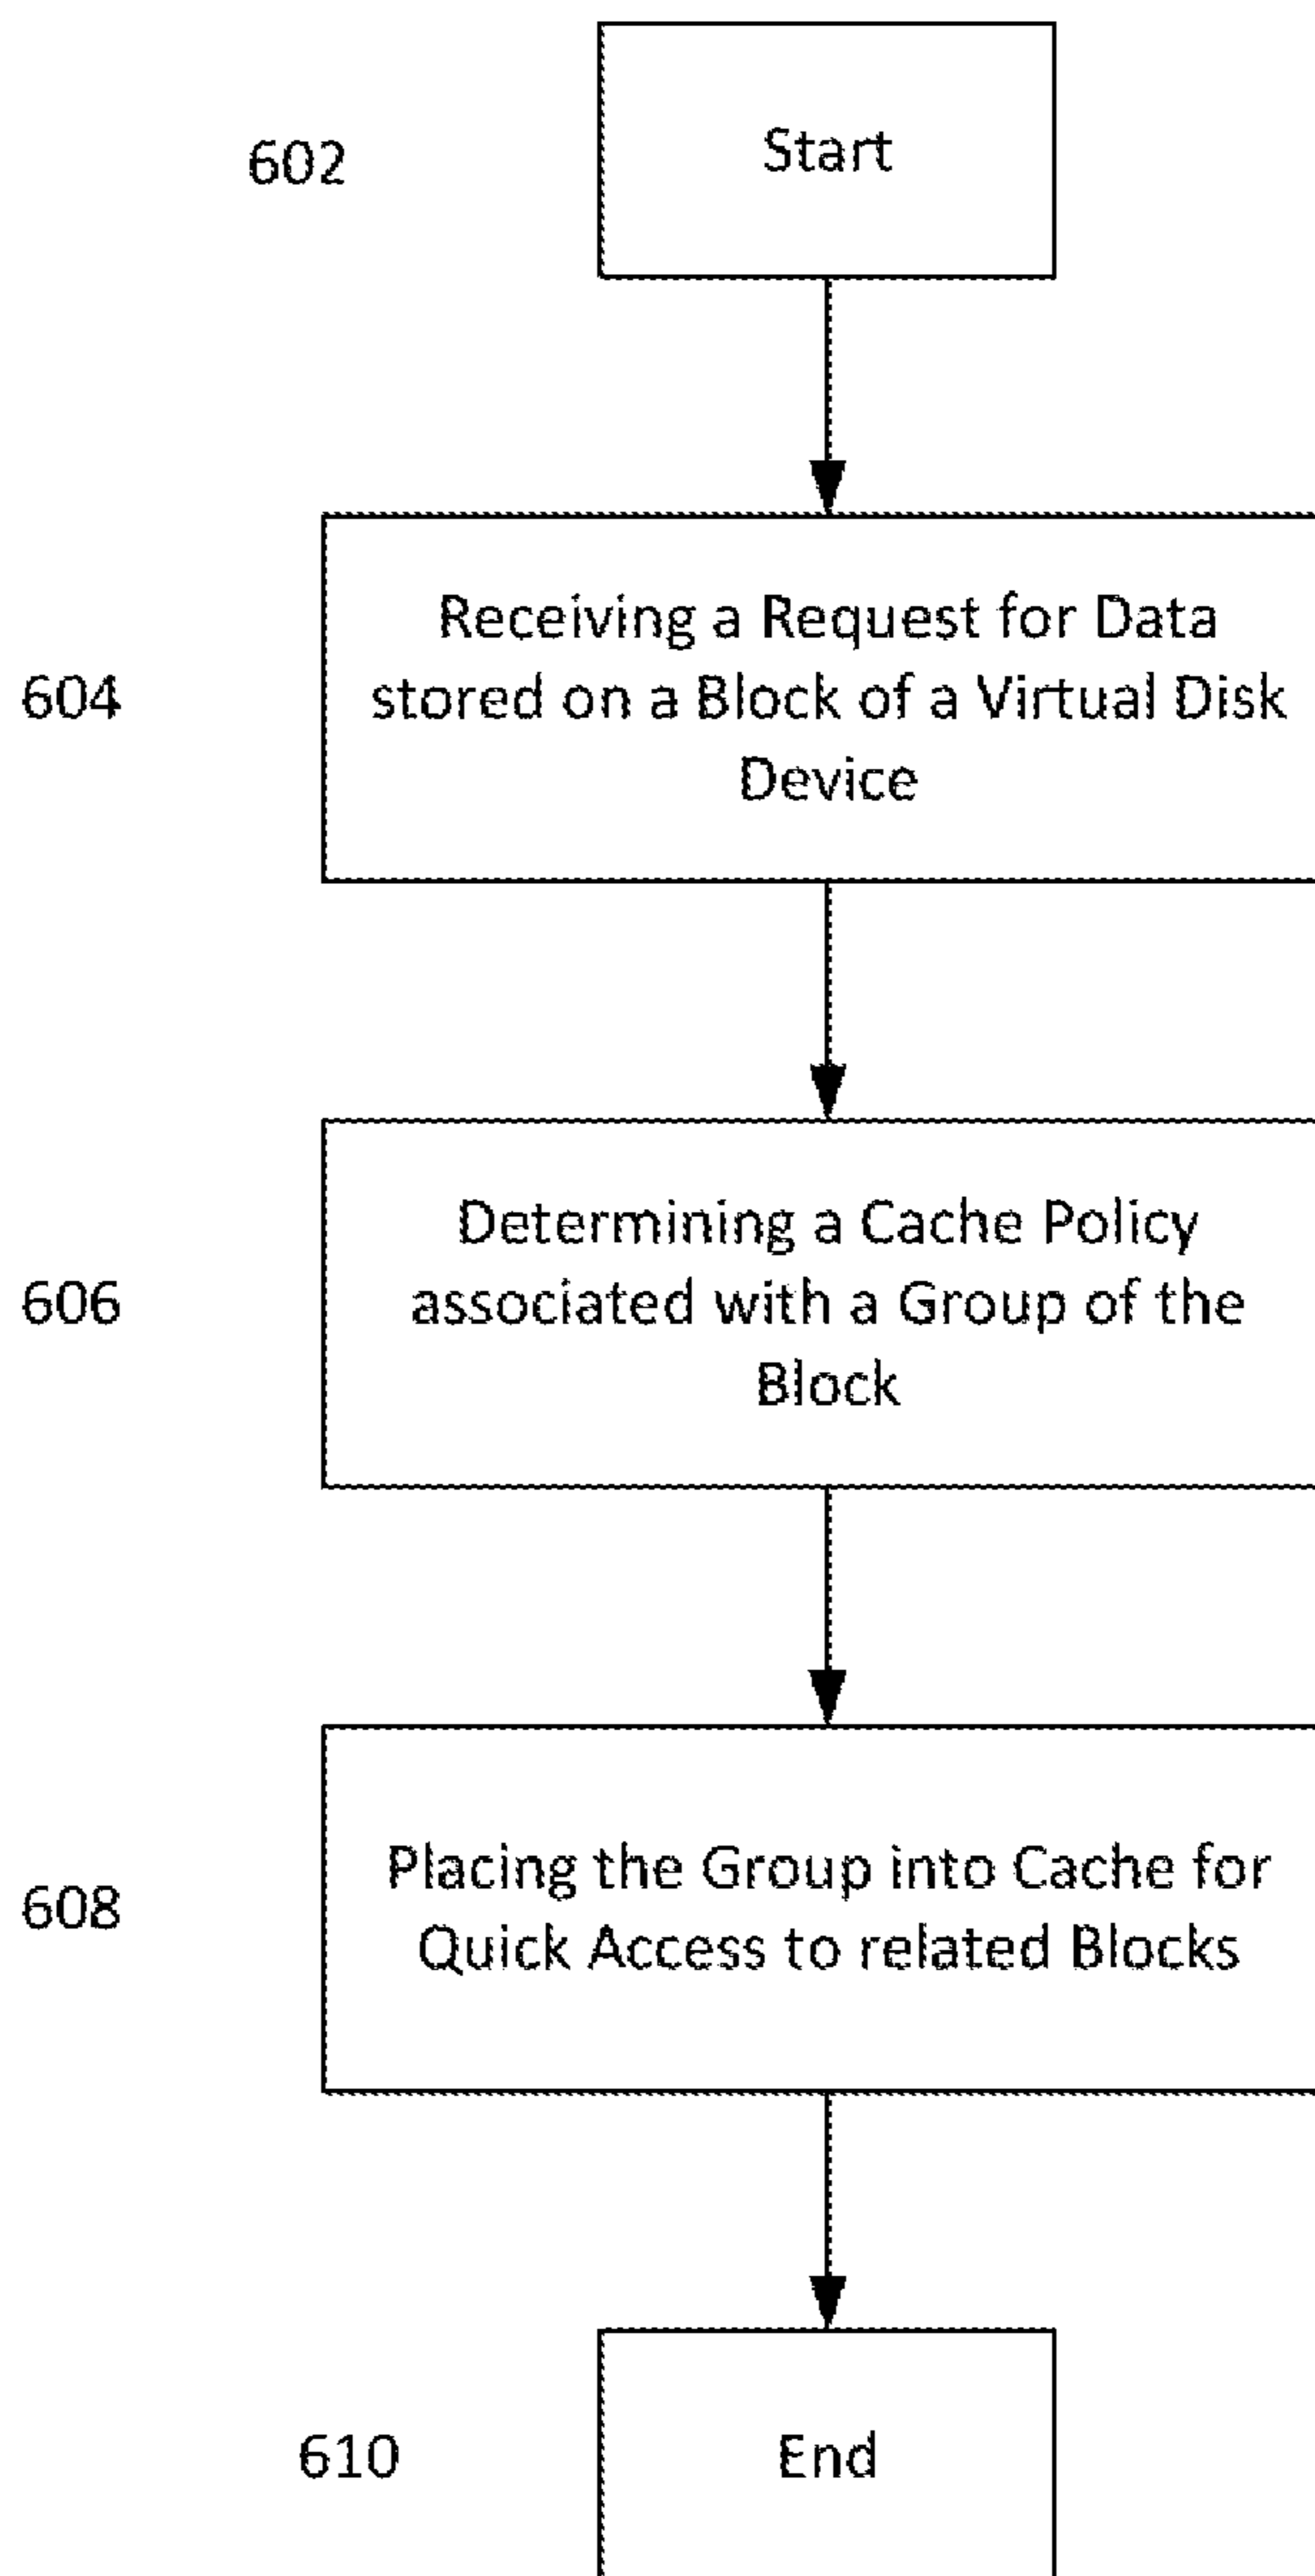 602
Start
604
Receiving a Request for Data
stored on a Block of a Virtual Disk
Device
606
Determining a Cache Policy
associated with a Group of the
Block
608
Placing the Group into Cache for
Quick Access to related Blocks
610
End